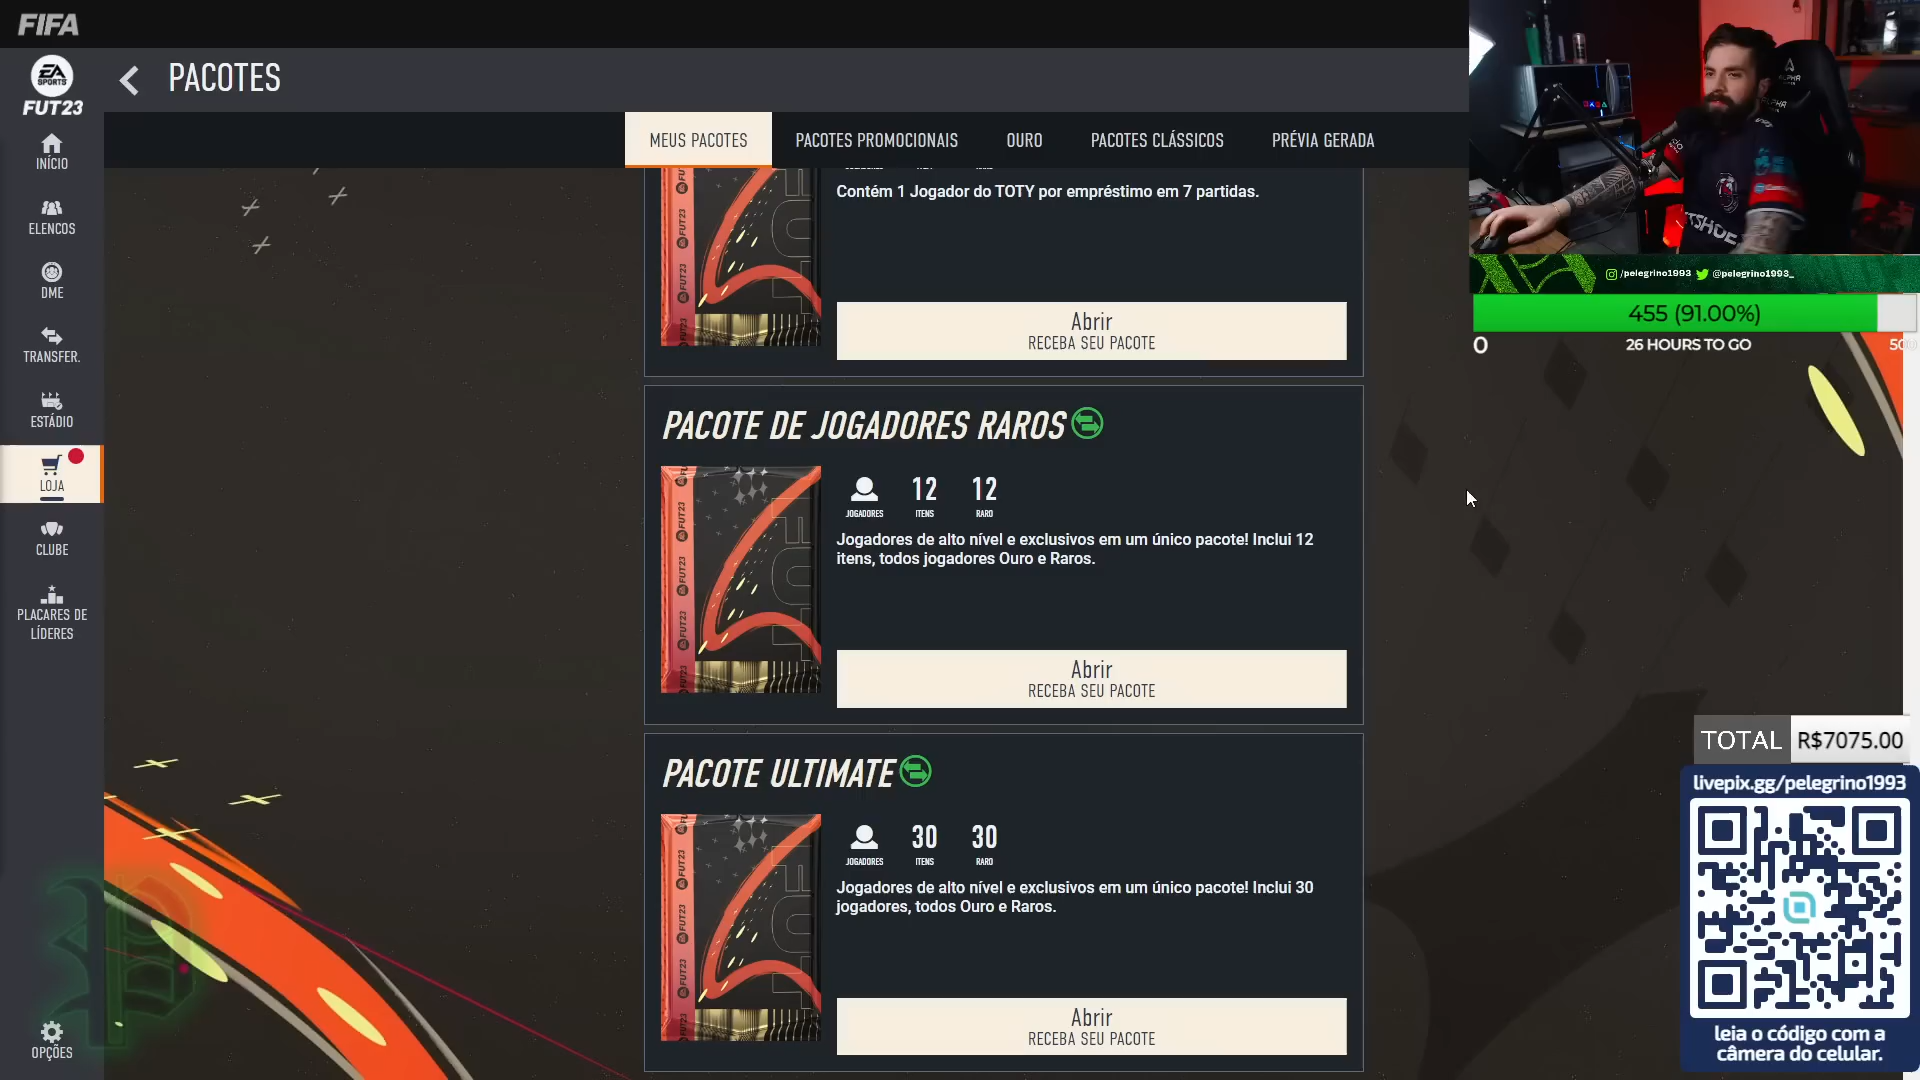 FIFA
EA SPORTS
FUT23
INÍCIO
ELENCOS
DME
TRANSFER.
ESTÁDIO
LOJA
CLUBE
PLACARES DE
LÍDERES
OPÇÕES
PACOTES
MEUS PACOTES
PACOTES PROMOCIONAIS
OURO
PACOTES CLÁSSICOS
PRÉVIA GERADA
Contém 1 Jogador do TOTY por empréstimo em 7 partidas.
Abrir
RECEBA SEU PACOTE
PACOTE DE JOGADORES RAROS
12 12
JOGADORES ITENS RARO
Jogadores de alto nível e exclusivos em um único pacote! Inclui 12
itens, todos jogadores Ouro e Raros.
Abrir
RECEBA SEU PACOTE
PACOTE ULTIMATE
30 30
JOGADORES ITENS RARO
Jogadores de alto nível e exclusivos em um único pacote! Inclui 30
jogadores, todos Ouro e Raros.
Abrir
RECEBA SEU PACOTE
/pelegrino1993 @pelegrino1993_
455 (91.00%)
0 26 HOURS TO GO 500
TOTAL R$7075.00
livepix.gg/pelegrino1993
leia o código com a
câmera do celular.